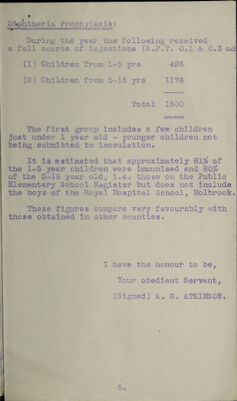 Diphtheria Prophylaxis:
During the year the following received
a full course of injections (A.P.T. 0.1 & 0.3 c.c)
(1) Children from 1-5 yrs 426
(2) Children from 5-15 yrs 1174
Total 1600
The first group includes a few children
just under 1 year old - younger children not
being submitted to inoculation.
It is estimated that approximately 61% of
the 1-5 year children were immunised and 80%
of the 5-15 year old, i.e. those on the Public
Elementary School Register but does not include
the boys of the Royal Hospital School, Holbrook.
These figures compare very favourably with
those obtained in other counties.
I have the honour to be,
Your obedient Servant,
(Signed) A. G. ATKINSON.
5.